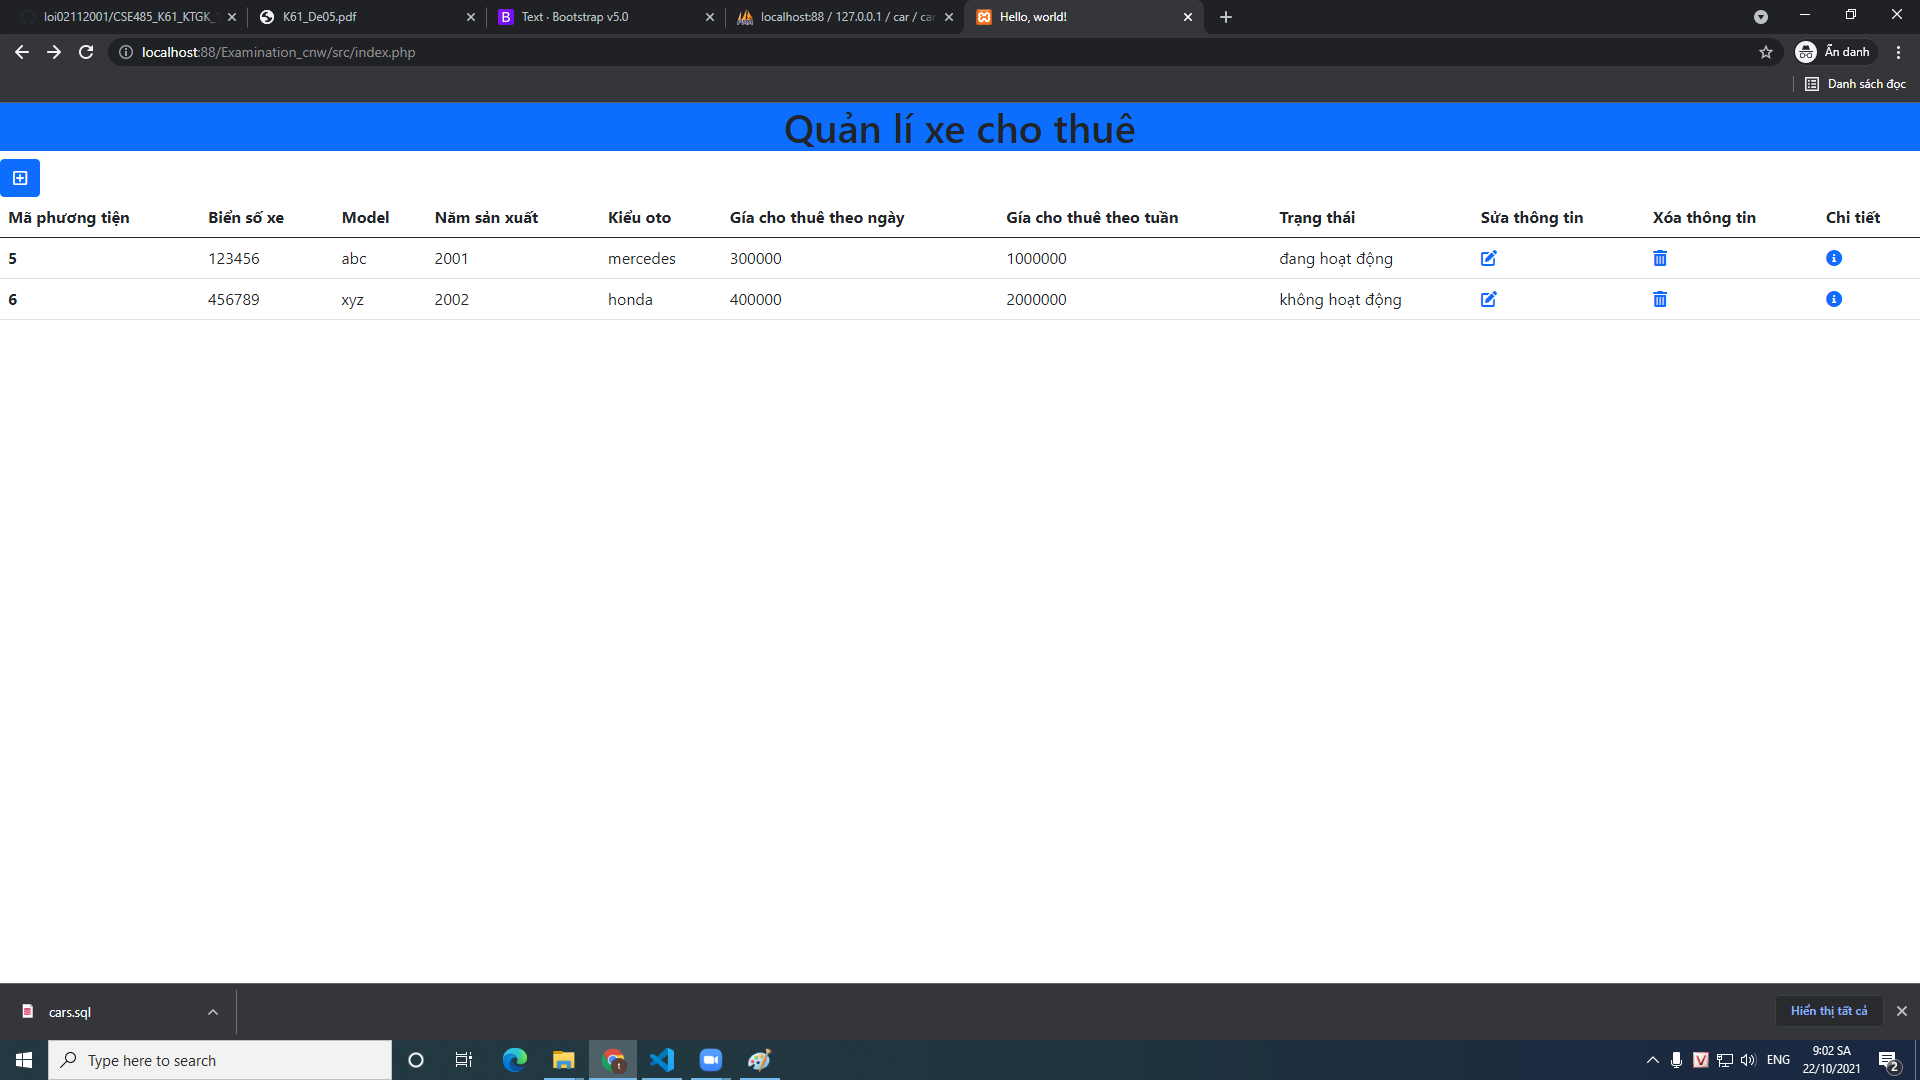 loi02112001/CSE485_K61_KTGK_
K61_De05.pdf
Text · Bootstrap v5.0
localhost:88 / 127.0.0.1 / car / car
Hello, world!
localhost:88/Examination_cnw/src/index.php
Ẩn danh
Danh sách đọc
Quản lí xe cho thuê
Mã phương tiện Biển số xe Model Năm sản xuất Kiểu oto Gía cho thuê theo ngày Gía cho thuê theo tuần Trạng thái Sửa thông tin Xóa thông tin Chi tiết
5 123456 abc 2001 mercedes 300000 1000000 đang hoạt động
6 456789 xyz 2002 honda 400000 2000000 không hoạt động
cars.sql
Hiển thị tất cả
Type here to search
ENG
9:02 SA
22/10/2021
2